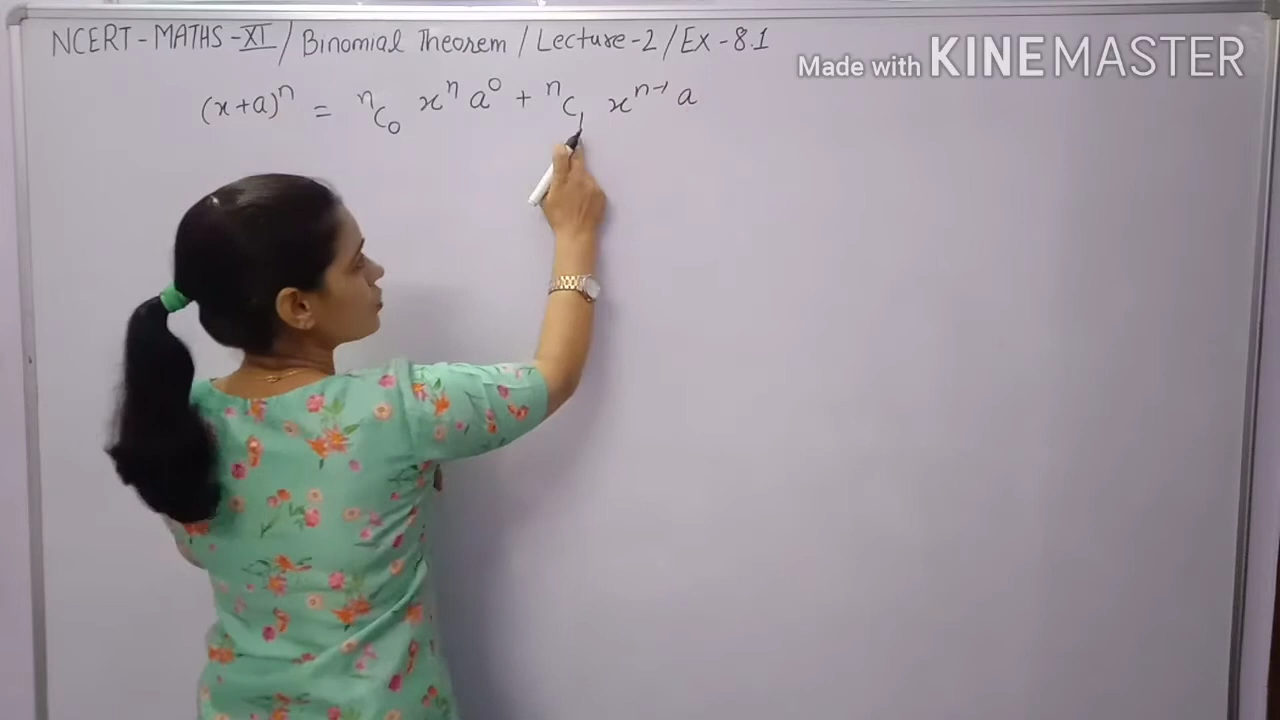 NCERT - MATHS - XI / Binomial Theorem / Lecture - 2 / Ex - 8.1
Made with KINEMASTER
(x+a)ⁿ = ⁿC₀ xⁿ a⁰ + ⁿC₁ xⁿ⁻¹ a